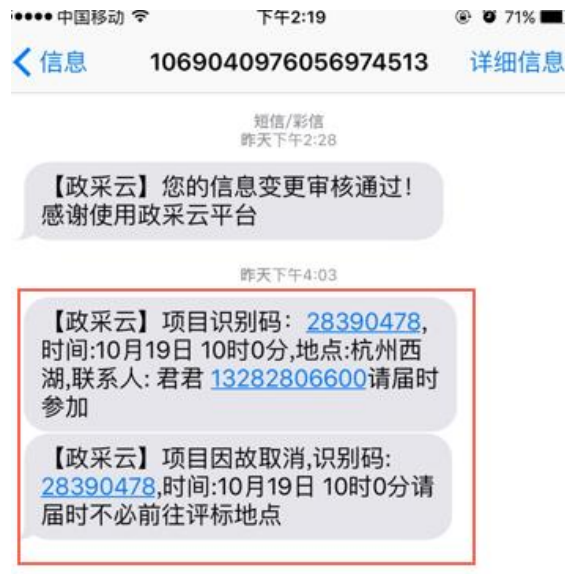 中国移动 下午2:19 71%
信息 1069040976056974513 详细信息
短信/彩信
昨天下午2:28
【政采云】您的信息变更审核通过!
感谢使用政采云平台
昨天下午4:03
【政采云】项目识别码: 28390478,
时间:10月19日 10时0分,地点:杭州西
湖,联系人: 君君 13282806600请届时
参加
【政采云】项目因故取消,识别码:
28390478,时间:10月19日 10时0分请
届时不必前往评标地点